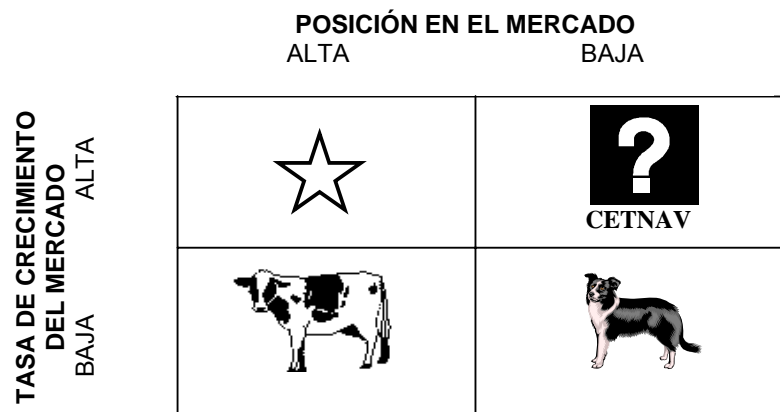 POSICIÓN EN EL MERCADO
ALTA BAJA
TASA DE CRECIMIENTO
DEL MERCADO
ALTA
BAJA
?
CETNAV